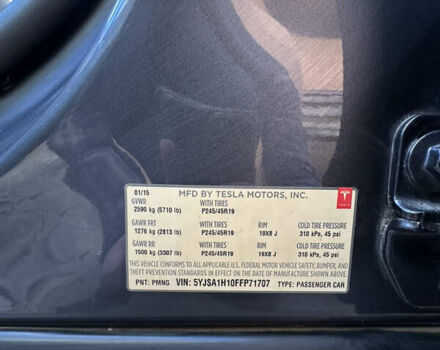 01/15 MFD BY TESLA MOTORS, INC.
GVWR WITH TIRES
2590 kg (5710 lb) P245/45R19
TESLA
GAWR FRT WITH TIRES RIM COLD TIRE PRESSURE
1276 kg (2813 lb) P245/45R19 19X8 J 310 kPa, 45 psi
GAWR RR WITH TIRES RIM COLD TIRE PRESSURE
1500 kg (3307 lb) P245/45R19 19X8 J 310 kPa, 45 psi
THIS VEHICLE CONFORMS TO ALL APPLICABLE U.S. FEDERAL MOTOR VEHICLE SAFETY, BUMPER, AND
THEFT PREVENTION STANDARDS IN EFFECT ON THE DATE OF MANUFACTURE SHOWN ABOVE.
PNT: PMNG VIN: 5YJSA1H10FFP71707 TYPE: PASSENGER CAR